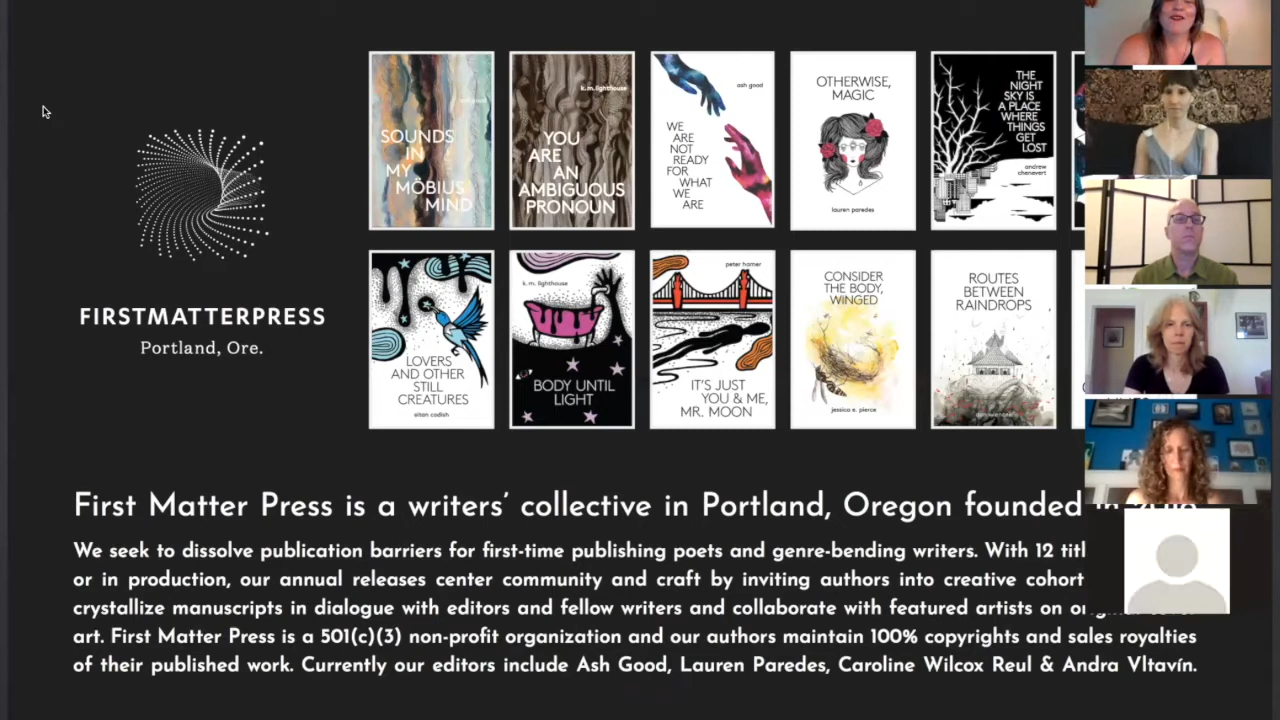 FIRSTMATTERPRESS
Portland, Ore.
ash good
SOUNDS
IN
MY
MÖBIUS
MIND
k.m.lighthouse
YOU
ARE
AN
AMBIGUOUS
PRONOUN
ash good
WE
ARE
NOT
READY
FOR
WHAT
WE
ARE
OTHERWISE,
MAGIC
lauren paredes
THE
NIGHT
SKY IS
A PLACE
WHERE
THINGS
GET
LOST
andrew
chenevert
LOVERS
AND OTHER
STILL
CREATURES
eitan codish
k. m. lighthouse
BODY UNTIL
LIGHT
peter hamer
IT'S JUST
YOU & ME,
MR. MOON
CONSIDER
THE BODY,
WINGED
jessica e. pierce
ROUTES
BETWEEN
RAINDROPS
First Matter Press is a writers' collective in Portland, Oregon founded
We seek to dissolve publication barriers for first-time publishing poets and genre-bending writers. With 12
or in production, our annual releases center community and craft by inviting authors into creative cohort
crystallize manuscripts in dialogue with editors and fellow writers and collaborate with featured artists on
art. First Matter Press is a 501(c)(3) non-profit organization and our authors maintain 100% copyrights and sales royalties
of their published work. Currently our editors include Ash Good, Lauren Paredes, Caroline Wilcox Reul & Andra Vltavín.